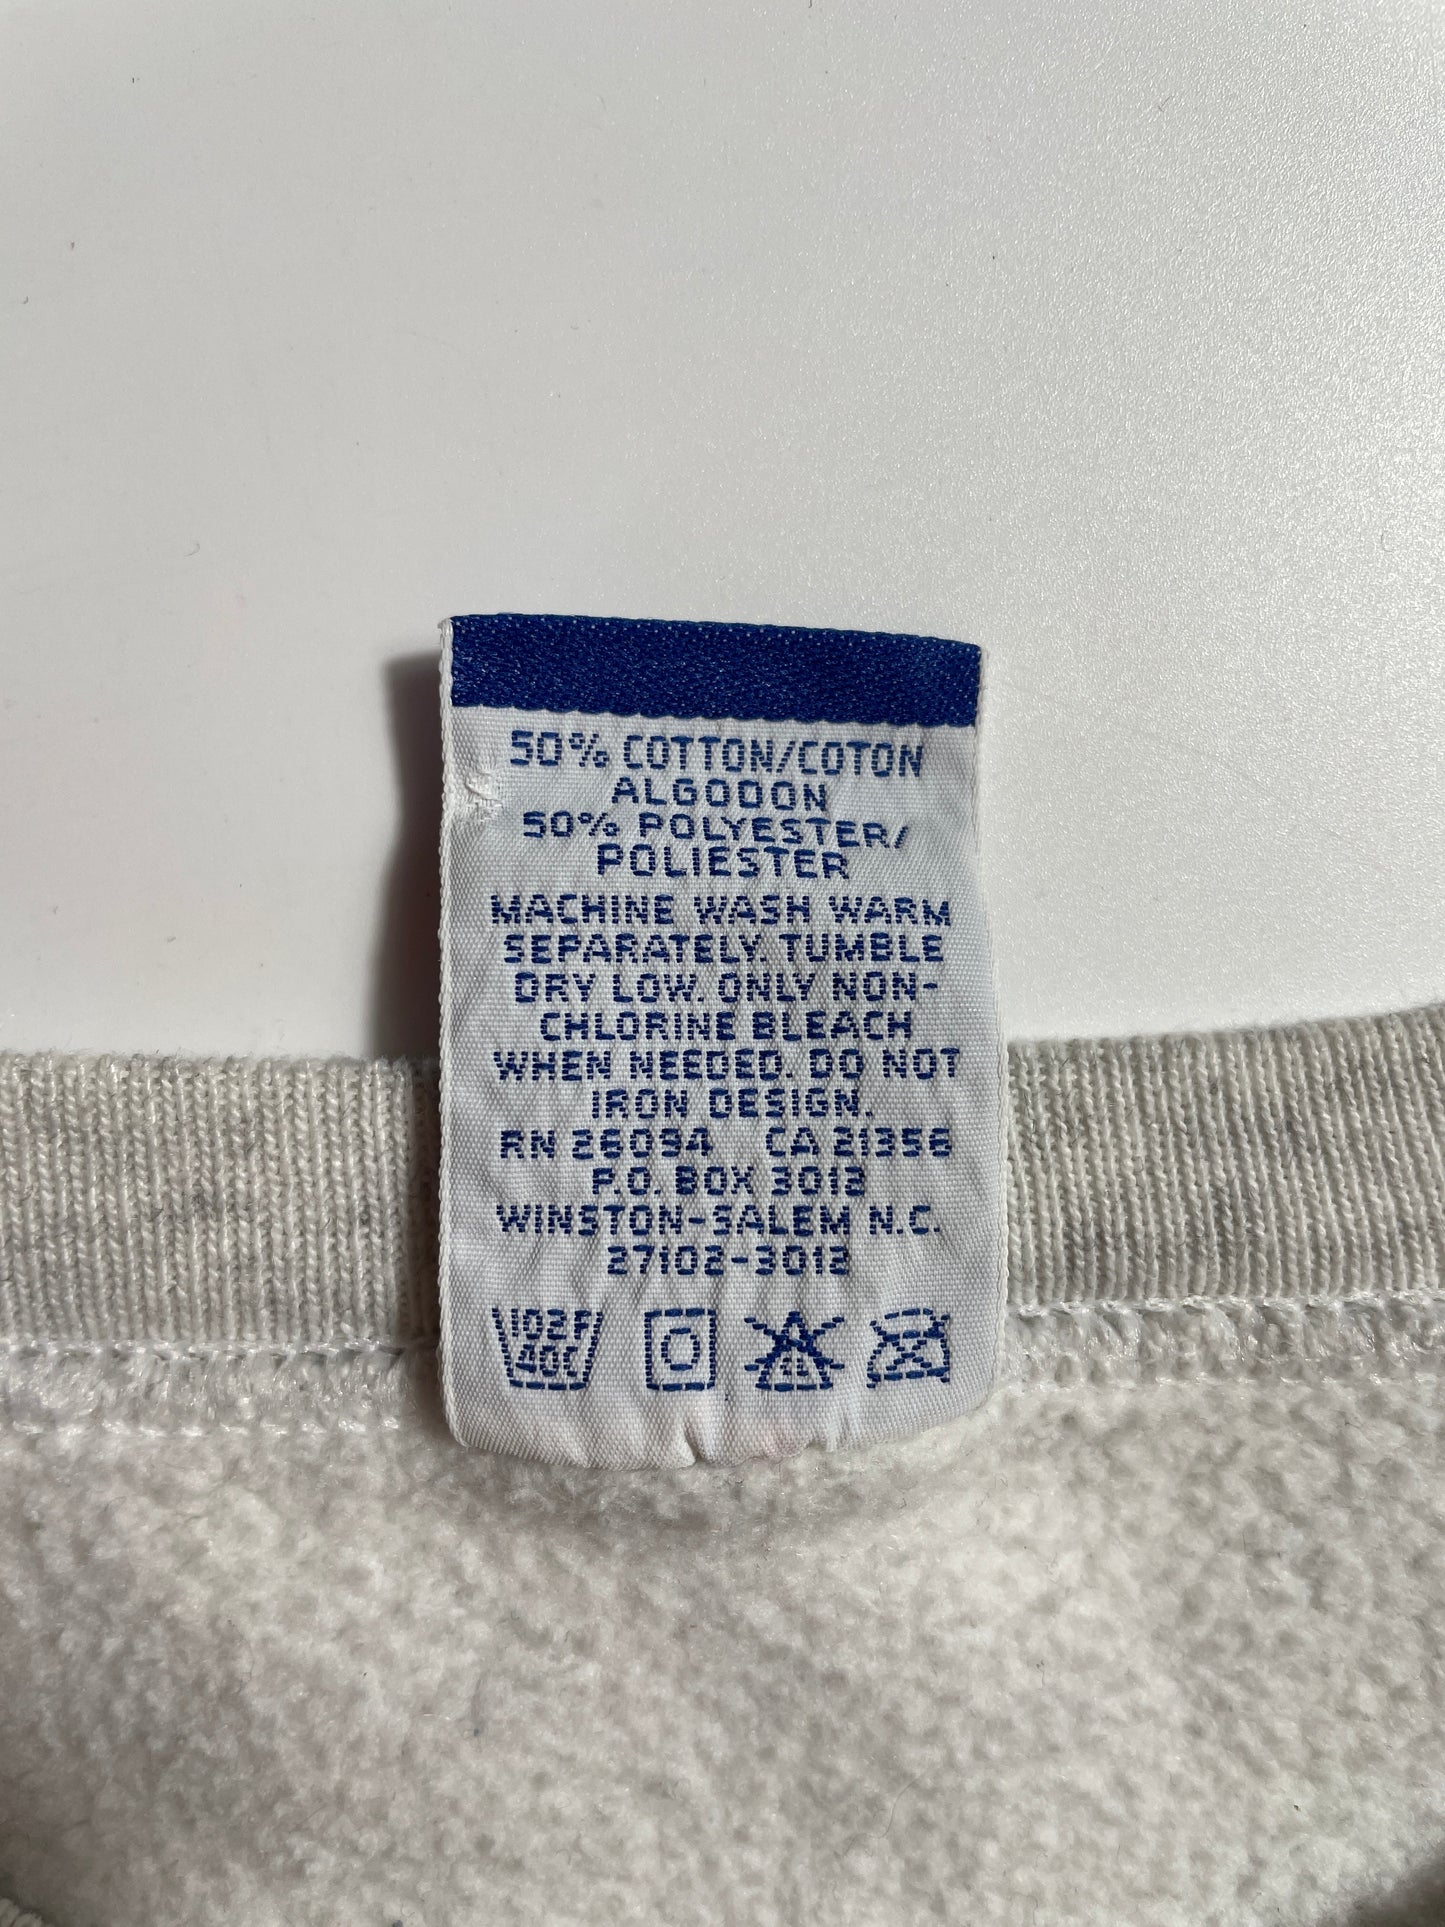 50% COTTON/COTON
ALGODON
50% POLYESTER/
POLIESTER
MACHINE WASH WARM
SEPARATELY. TUMBLE
DRY LOW. ONLY NON-
CHLORINE BLEACH
WHEN NEEDED. DO NOT
IRON DESIGN.
RN 26094 CA 21356
P.O. BOX 3012
WINSTON-SALEM N.C.
27102-3012
102F
40C
CL